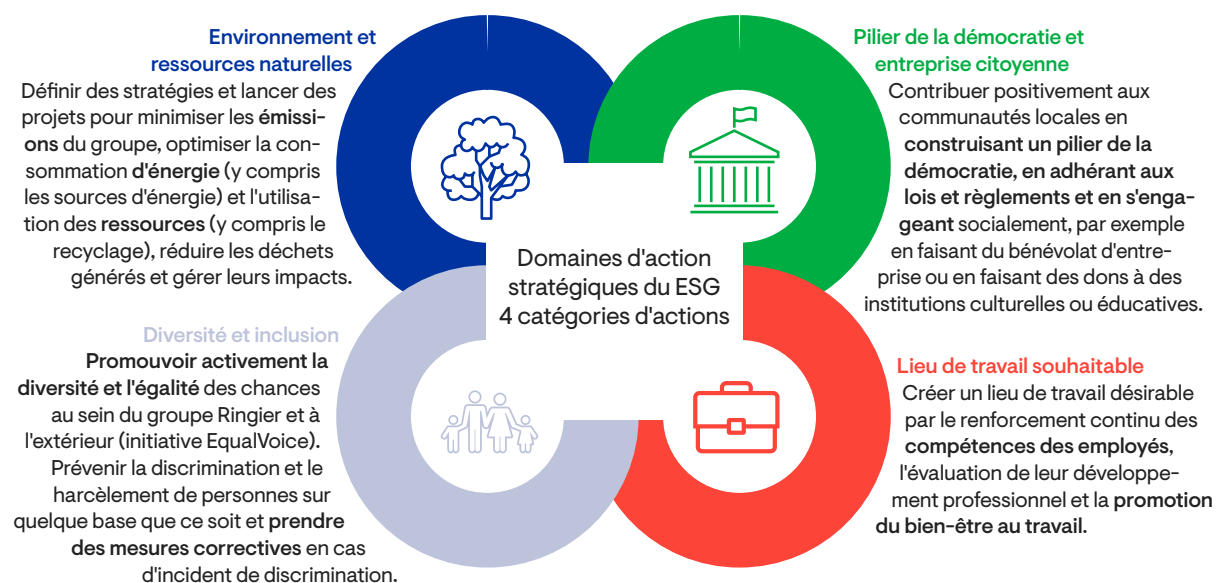 Environnement et
ressources naturelles
Définir des stratégies et lancer des
projets pour minimiser les émissi-
ons du groupe, optimiser la con-
sommation d'énergie (y compris
les sources d'énergie) et l'utilisa-
tion des ressources (y compris le
recyclage), réduire les déchets
générés et gérer leurs impacts.
Pilier de la démocratie et
entreprise citoyenne
Contribuer positivement aux
communautés locales en
construisant un pilier de la
démocratie, en adhérant aux
lois et règlements et en s'enga-
geant socialement, par exemple
en faisant du bénévolat d'entre-
prise ou en faisant des dons à des
institutions culturelles ou éducatives.
Domaines d'action
stratégiques du ESG
4 catégories d'actions
Diversité et inclusion
Promouvoir activement la
diversité et l'égalité des chances
au sein du groupe Ringier et à
l'extérieur (initiative EqualVoice).
Prévenir la discrimination et le
harcèlement de personnes sur
quelque base que ce soit et prendre
des mesures correctives en cas
d'incident de discrimination.
Lieu de travail souhaitable
Créer un lieu de travail désirable
par le renforcement continu des
compétences des employés,
l'évaluation de leur développe-
ment professionnel et la promotion
du bien-être au travail.